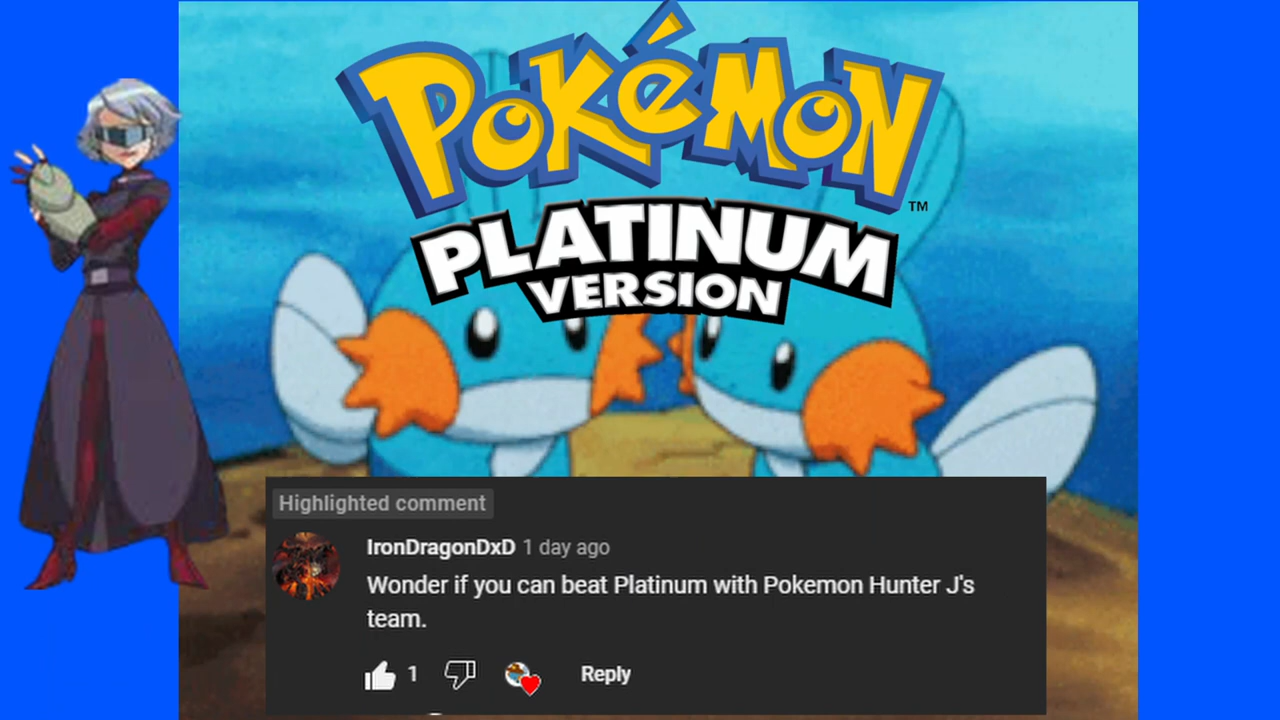 POKéMON
TM
PLATINUM
VERSION
Highlighted comment
IronDragonDxD 1 day ago
Wonder if you can beat Platinum with Pokemon Hunter J's
team.
1
Reply